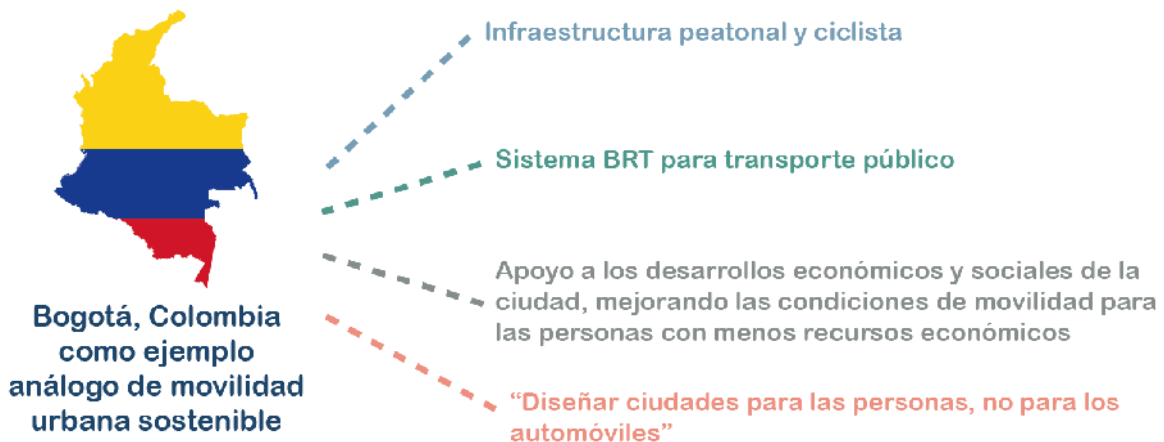 Infraestructura peatonal y ciclista
Sistema BRT para transporte público
Apoyo a los desarrollos económicos y sociales de la
ciudad, mejorando las condiciones de movilidad para
las personas con menos recursos económicos
“Diseñar ciudades para las personas, no para los
automóviles”
Bogotá, Colombia
como ejemplo
análogo de movilidad
urbana sostenible